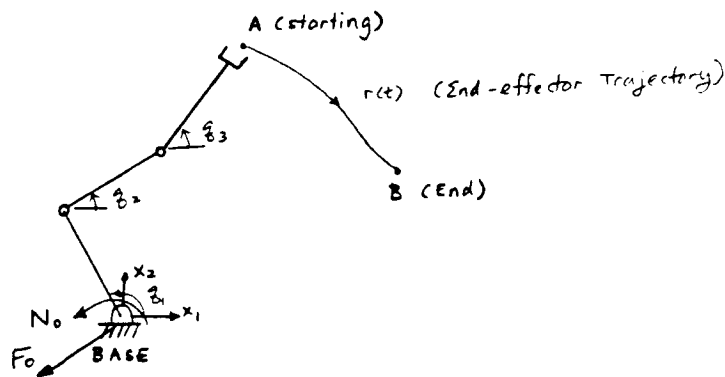 A (starting)
r(t) (End-effector Trajectory)
q3
B (End)
q2
x2
q1
x1
N0
BASE
F0